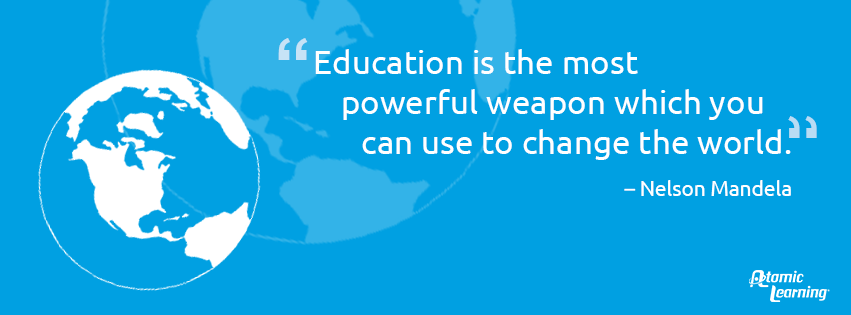 “Education is the most
powerful weapon which you
can use to change the world.”
– Nelson Mandela
Atomic
Learning